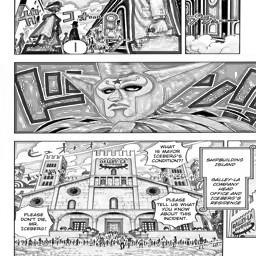 WHAT IS
MAYOR
ICEBERG'S
CONDITION?!
SHIPBUILDING
ISLAND
GALLEY-LA
COMPANY
HEAD
OFFICE AND
ICEBERG'S
RESIDENCE
PLEASE
TELL US WHAT
YOU KNOW
ABOUT THIS
INCIDENT.
PLEASE
DON'T DIE,
MR.
ICEBERG!